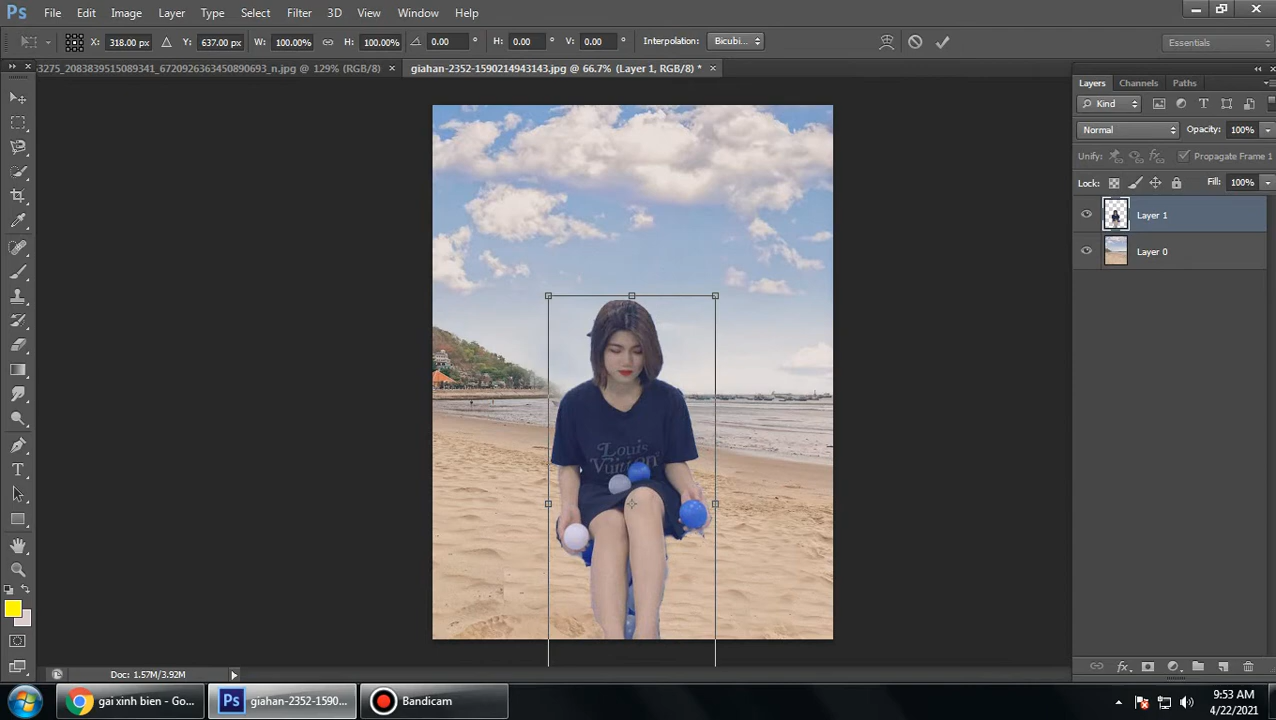 Ps File Edit Image Layer Type Select Filter 3D View Window Help
X: 318.00 px Y: 637.00 px W: 100.00% H: 100.00% 0.00 ° H: 0.00 ° V: 0.00 ° Interpolation: Bicubi... Essentials
3275_2083839515089341_6720926363450890693_n.jpg @ 129% (RGB/8) × giahan-2352-1590214943143.jpg @ 66.7% (Layer 1, RGB/8) * ×
Layers Channels Paths
Kind
Normal Opacity: 100%
Unify: Propagate Frame 1
Lock: Fill: 100%
Layer 1
Layer 0
Louis
Vuitton
T
Doc: 1.57M/3.92M
fx
gai xinh bien - Go... Ps giahan-2352-1590... Bandicam
9:53 AM
4/22/2021